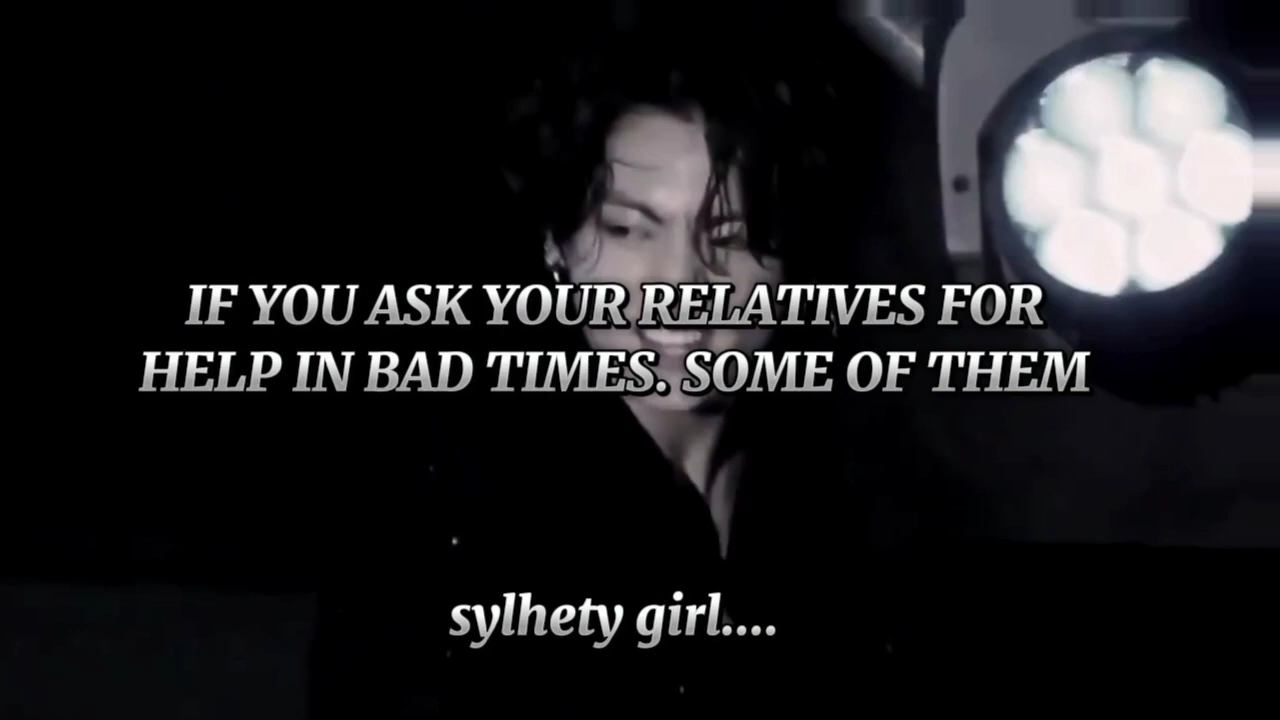 IF YOU ASK YOUR RELATIVES FOR
HELP IN BAD TIMES. SOME OF THEM
sylhety girl....